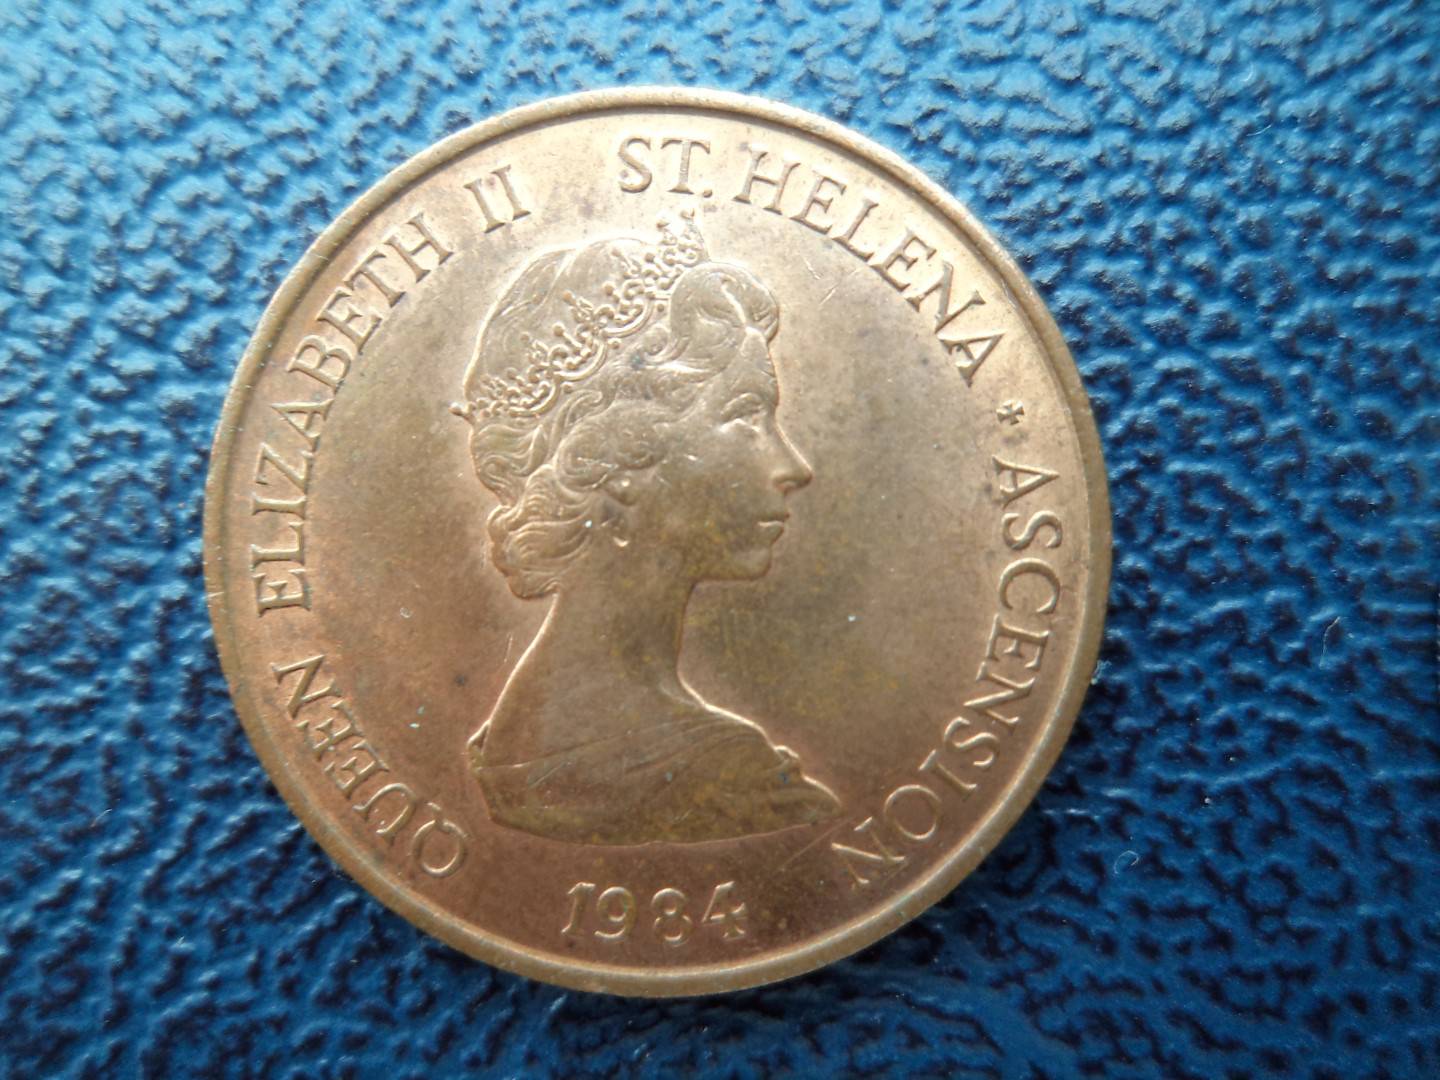 QUEEN ELIZABETH II ST. HELENA + ASCENSION
1984